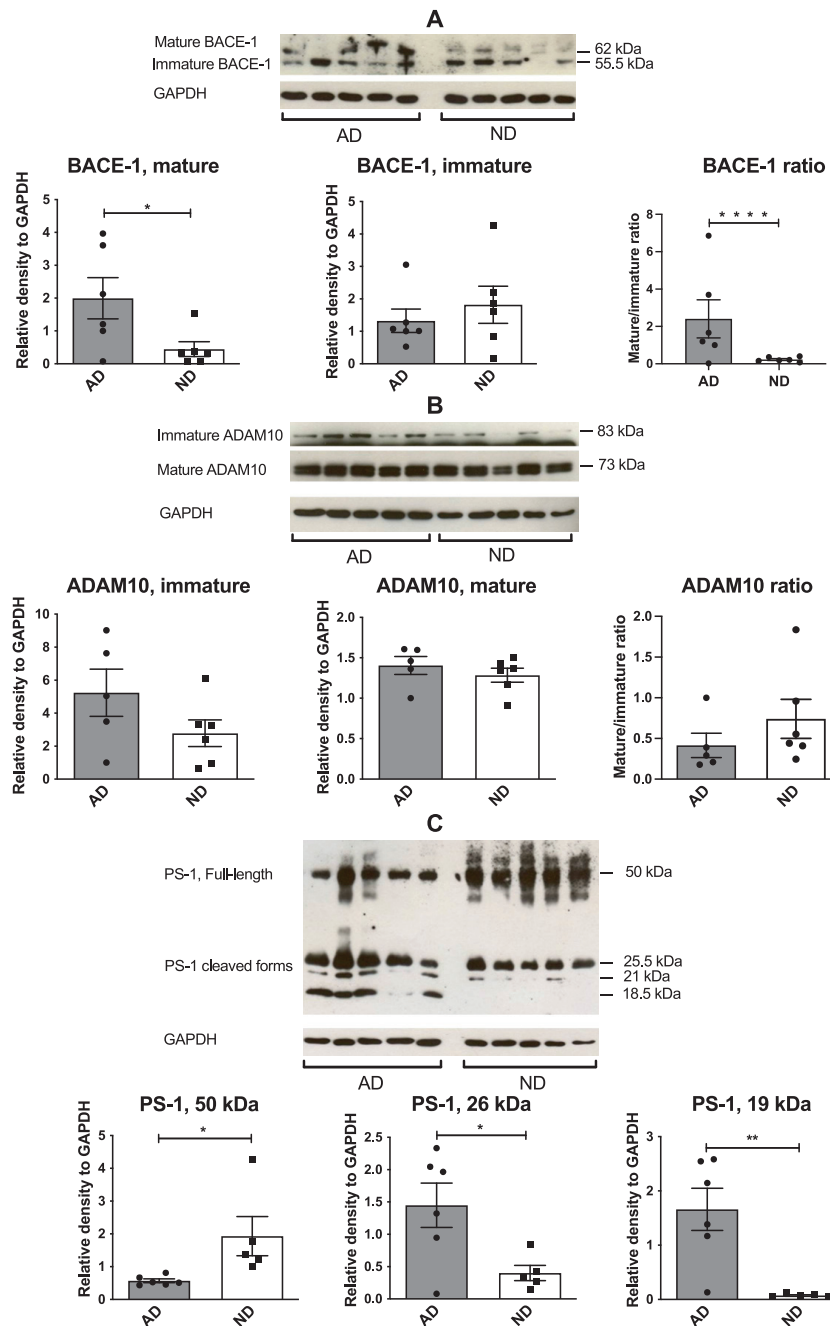 A
Mature BACE-1
62 kDa
Immature BACE-1
55.5 kDa
GAPDH
AD
ND
BACE-1, mature
Relative density to GAPDH
5
4
3
2
1
0
*
AD
ND
BACE-1, immature
Relative density to GAPDH
5
4
3
2
1
0
AD
ND
BACE-1 ratio
Mature/immature ratio
8
6
4
2
0
* * * *
AD
ND
B
Immature ADAM10
83 kDa
Mature ADAM10
73 kDa
GAPDH
AD
ND
ADAM10, immature
Relative density to GAPDH
10
8
6
4
2
0
AD
ND
ADAM10, mature
Relative density to GAPDH
2.0
1.5
1.0
0.5
0.0
AD
ND
ADAM10 ratio
Mature/immature ratio
2.0
1.5
1.0
0.5
0.0
AD
ND
C
PS-1, Full-length
50 kDa
PS-1 cleaved forms
25.5 kDa
21 kDa
18.5 kDa
GAPDH
AD
ND
PS-1, 50 kDa
Relative density to GAPDH
5
4
3
2
1
0
*
AD
ND
PS-1, 26 kDa
Relative density to GAPDH
2.5
2.0
1.5
1.0
0.5
0.0
*
AD
ND
PS-1, 19 kDa
Relative density to GAPDH
3
2
1
0
**
AD
ND